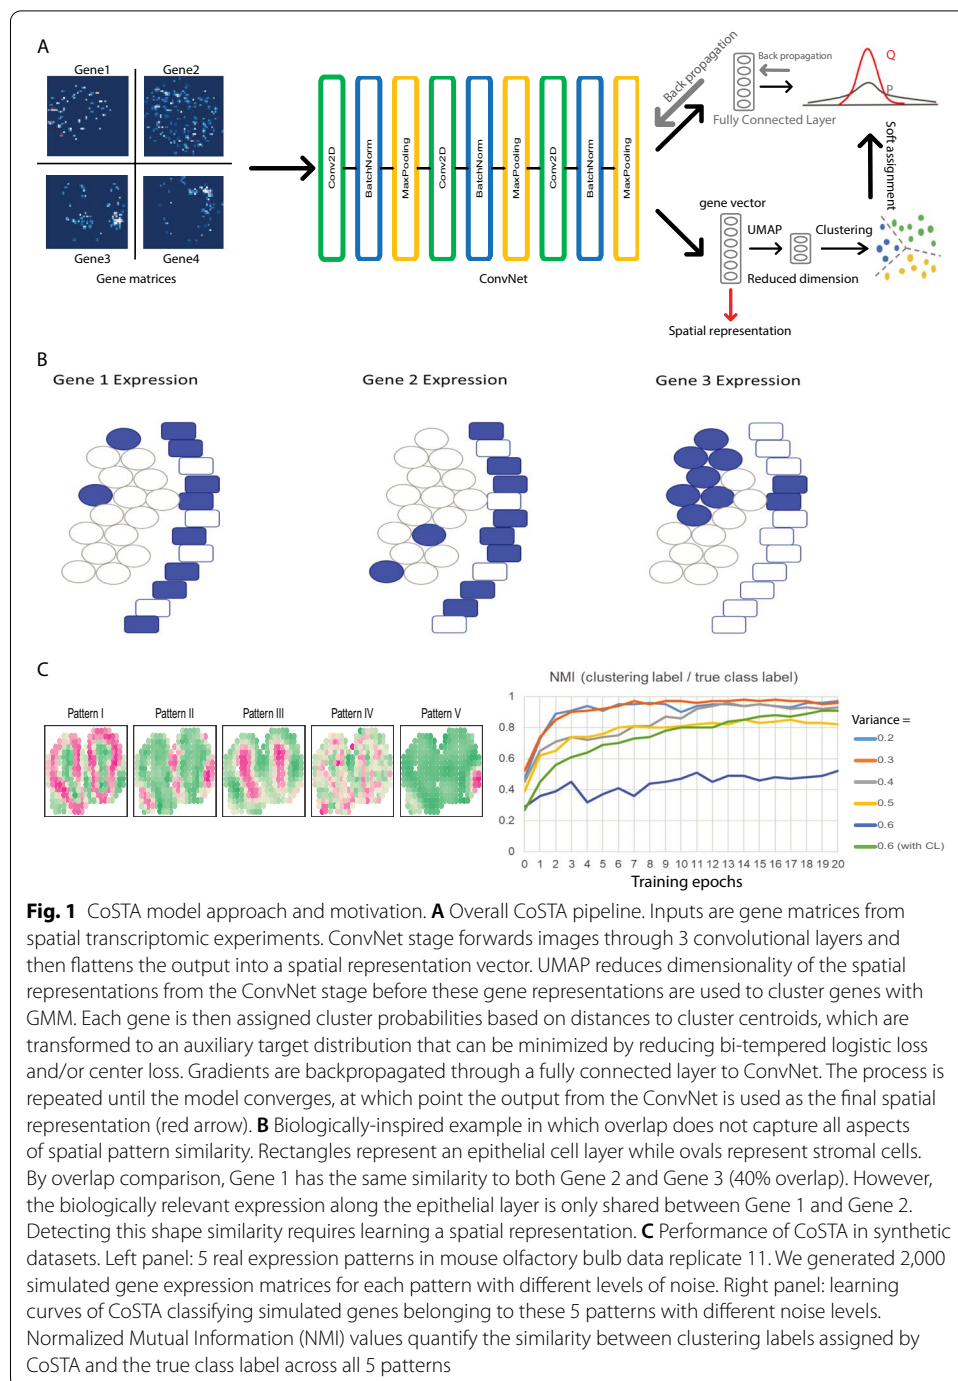 A
Gene1
Gene2
Gene3
Gene4
Gene matrices
Conv2D
BatchNorm
MaxPooling
Conv2D
BatchNorm
MaxPooling
Conv2D
BatchNorm
MaxPooling
ConvNet
Back propagation
Back propagation
Fully Connected Layer
Q
P
Soft assignment
gene vector
UMAP
Clustering
Reduced dimension
Spatial representation
B
Gene 1 Expression
Gene 2 Expression
Gene 3 Expression
C
Pattern I
Pattern II
Pattern III
Pattern IV
Pattern V
NMI (clustering label / true class label)
1
0.8
0.6
0.4
0.2
0
0 1 2 3 4 5 6 7 8 9 10 11 12 13 14 15 16 17 18 19 20
Training epochs
Variance =
0.2
0.3
0.4
0.5
0.6
0.6 (with CL)
Fig. 1 CoSTA model approach and motivation. A Overall CoSTA pipeline. Inputs are gene matrices from
spatial transcriptomic experiments. ConvNet stage forwards images through 3 convolutional layers and
then flattens the output into a spatial representation vector. UMAP reduces dimensionality of the spatial
representations from the ConvNet stage before these gene representations are used to cluster genes with
GMM. Each gene is then assigned cluster probabilities based on distances to cluster centroids, which are
transformed to an auxiliary target distribution that can be minimized by reducing bi-tempered logistic loss
and/or center loss. Gradients are backpropagated through a fully connected layer to ConvNet. The process is
repeated until the model converges, at which point the output from the ConvNet is used as the final spatial
representation (red arrow). B Biologically-inspired example in which overlap does not capture all aspects
of spatial pattern similarity. Rectangles represent an epithelial cell layer while ovals represent stromal cells.
By overlap comparison, Gene 1 has the same similarity to both Gene 2 and Gene 3 (40% overlap). However,
the biologically relevant expression along the epithelial layer is only shared between Gene 1 and Gene 2.
Detecting this shape similarity requires learning a spatial representation. C Performance of CoSTA in synthetic
datasets. Left panel: 5 real expression patterns in mouse olfactory bulb data replicate 11. We generated 2,000
simulated gene expression matrices for each pattern with different levels of noise. Right panel: learning
curves of CoSTA classifying simulated genes belonging to these 5 patterns with different noise levels.
Normalized Mutual Information (NMI) values quantify the similarity between clustering labels assigned by
CoSTA and the true class label across all 5 patterns